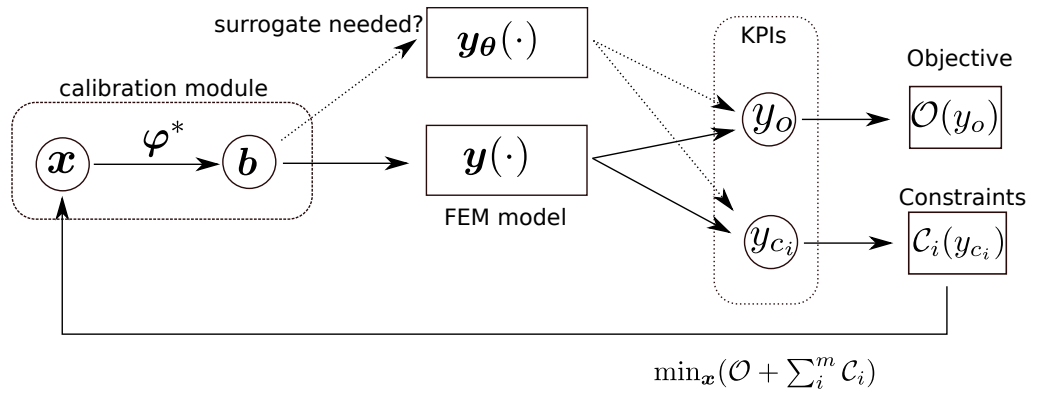 surrogate needed?
𝒚_𝜽(·)
KPIs
Objective
calibration module
𝒙
𝝋*
𝒃
𝒚(·)
FEM model
y_o
𝒪(y_o)
Constraints
y_{c_i}
𝒞_i(y_{c_i})
min_𝒙(𝒪 + ∑_i^m 𝒞_i)